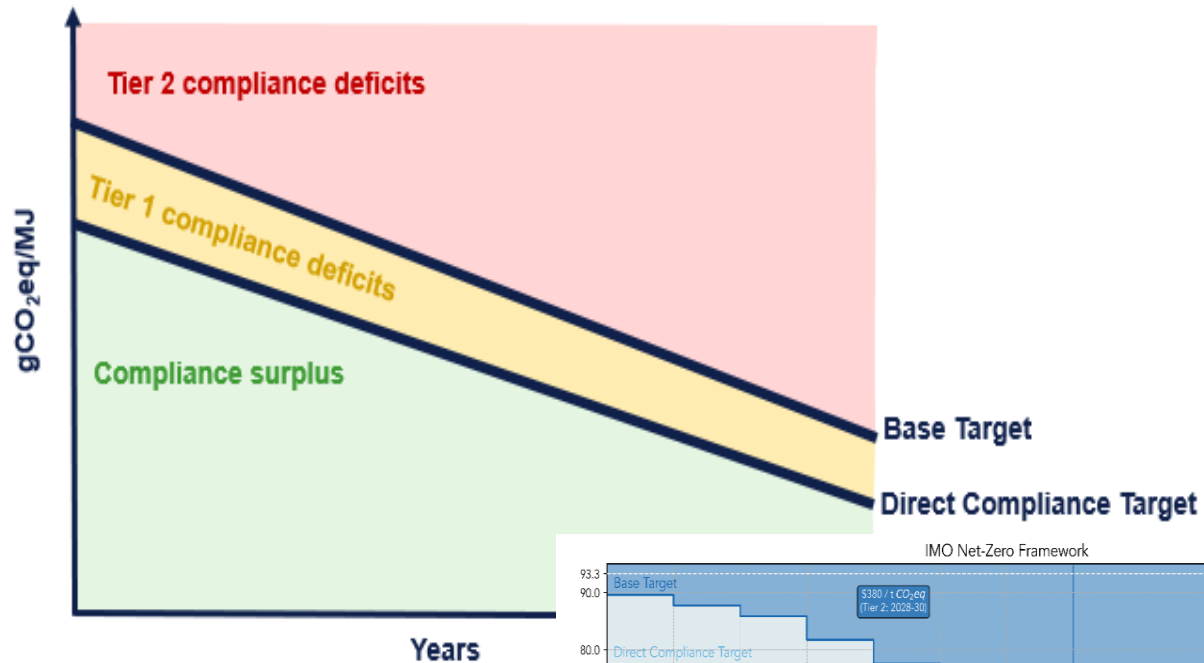 Tier 2 compliance deficits
Tier 1 compliance deficits
gCO₂eq/MJ
Compliance surplus
Base Target
Direct Compliance Target
Years
IMO Net-Zero Framework
93.3
Base Target
90.0
$380 / t CO₂eq
(Tier 2: 2028-30)
80.0
Direct Compliance Target